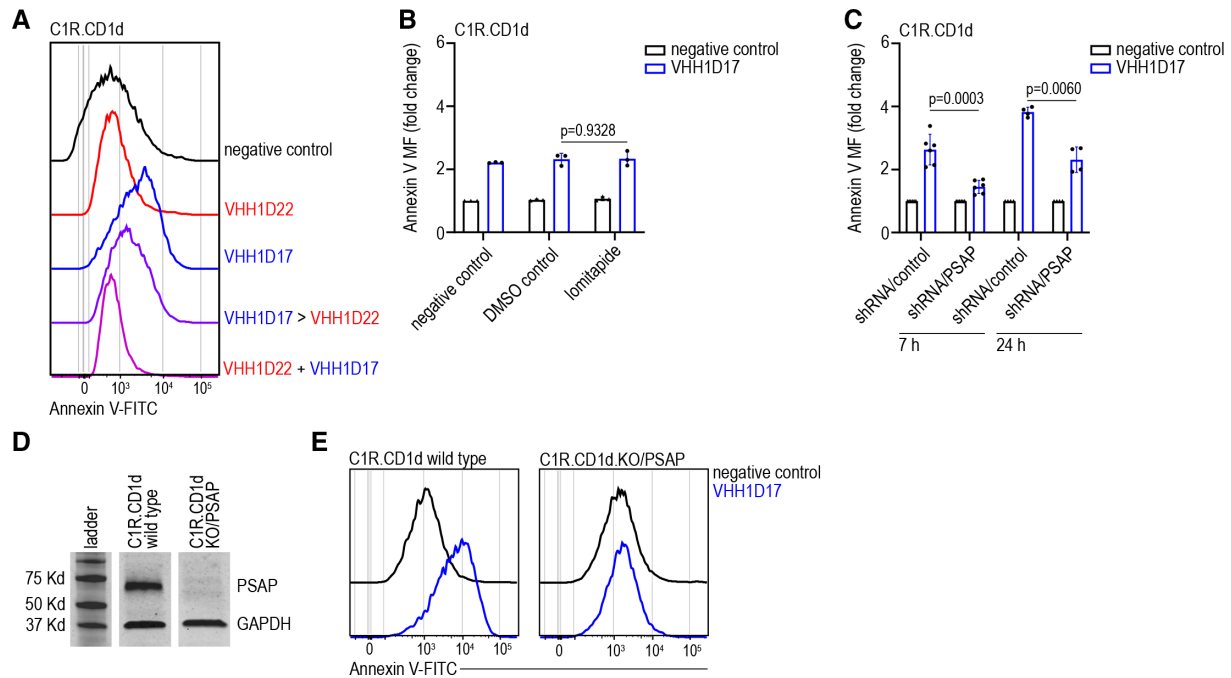 A
C1R.CD1d
negative control
VHH1D22
VHH1D17
VHH1D17 > VHH1D22
VHH1D22 + VHH1D17
0 10³ 10⁴ 10⁵
Annexin V-FITC
B
C1R.CD1d
negative control
VHH1D17
Annexin V MF (fold change)
6
4
2
0
p=0.9328
negative control
DMSO control
lomitapide
C
C1R.CD1d
negative control
VHH1D17
Annexin V MF (fold change)
6
4
2
0
p=0.0003
p=0.0060
shRNA/control
shRNA/PSAP
shRNA/control
shRNA/PSAP
7 h
24 h
D
ladder
C1R.CD1d
wild type
C1R.CD1d
KO/PSAP
75 Kd
50 Kd
37 Kd
PSAP
GAPDH
E
C1R.CD1d wild type
C1R.CD1d.KO/PSAP
negative control
VHH1D17
0 10³ 10⁴ 10⁵
0 10³ 10⁴ 10⁵
Annexin V-FITC